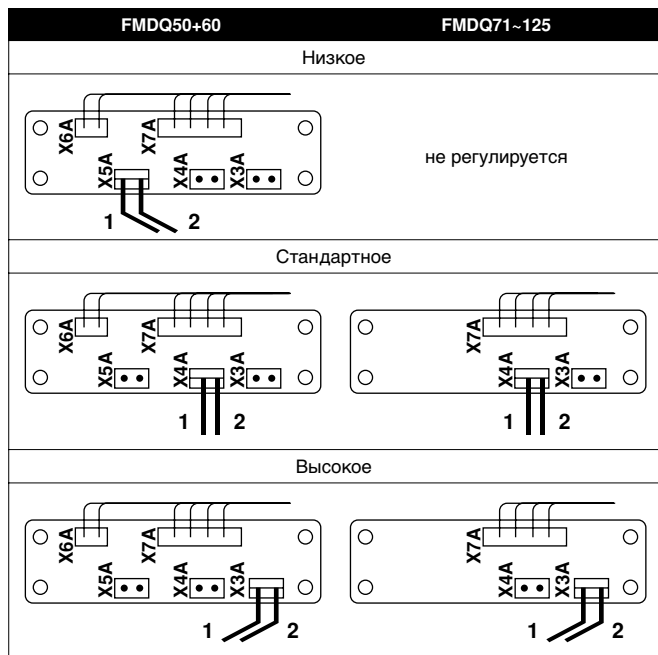 FMDQ50+60 FMDQ71~125
Низкое
X6A X7A
X5A X4A X3A
1 2
не регулируется
Стандартное
X6A X7A X7A
X5A X4A X3A X4A X3A
1 2 1 2
Высокое
X6A X7A X7A
X5A X4A X3A X4A X3A
1 2 1 2